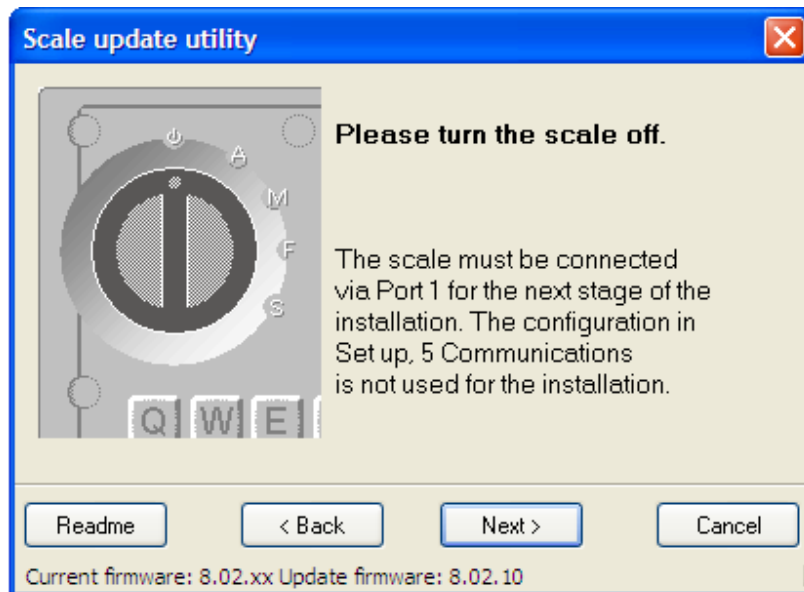 Scale update utility
A
M
F
S
Q W E
Please turn the scale off.
The scale must be connected
via Port 1 for the next stage of the
installation. The configuration in
Set up, 5 Communications
is not used for the installation.
Readme < Back Next > Cancel
Current firmware: 8.02.xx Update firmware: 8.02.10